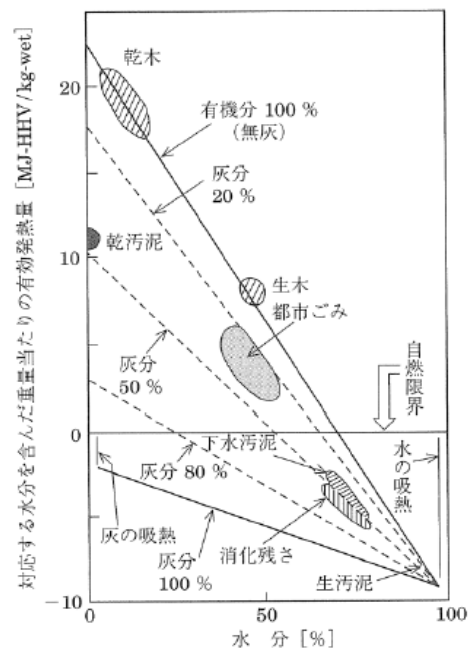 対応する水分を含んだ重量当たりの有効発熱量 [MJ-HHV/kg-wet]
20
10
0
-10
乾木
有機分 100 %
(無灰)
灰分
20 %
乾汚泥
生木
都市ごみ
灰分
50 %
自燃限界
下水汚泥
灰分 80 %
水の吸熱
灰の吸熱
灰分
100 %
消化残さ
生汚泥
0
50
100
水 分 [%]